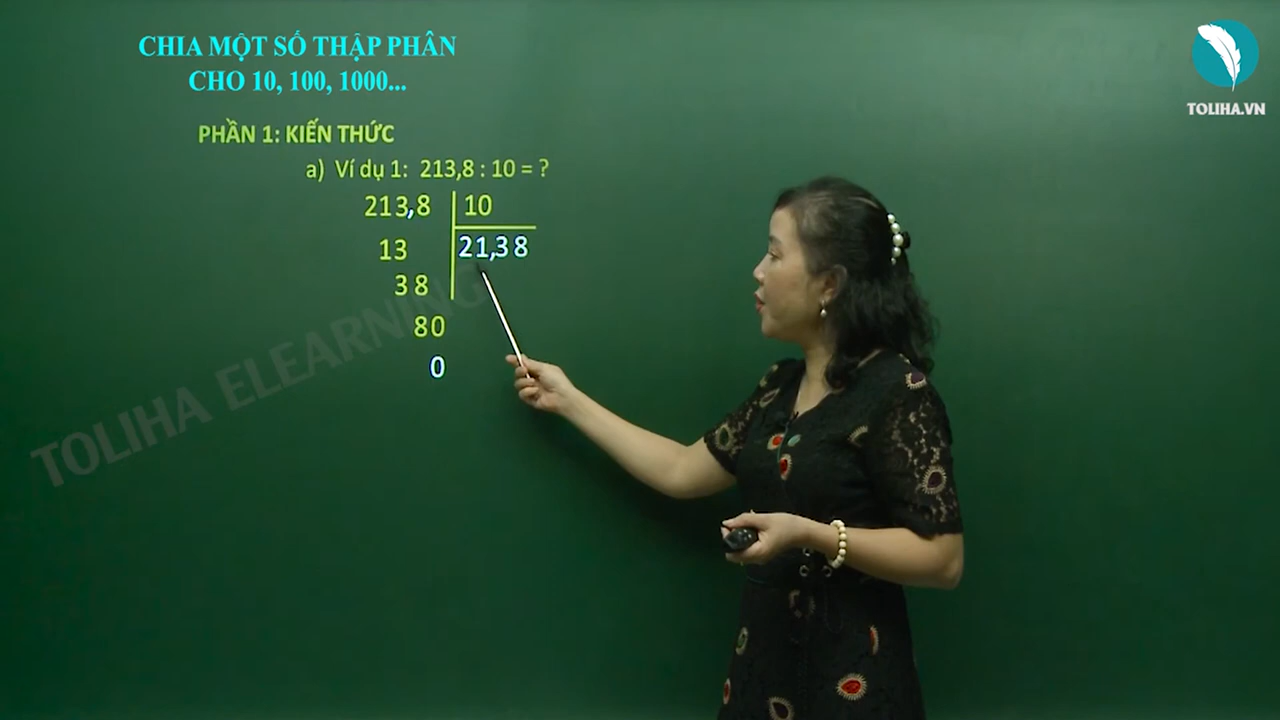 CHIA MỘT SỐ THẬP PHÂN
CHO 10, 100, 1000...
TOLIHA.VN
PHẦN 1: KIẾN THỨC
a) Ví dụ 1: 213,8 : 10 = ?
213,8 10
13 21,38
38
80
0
TOLIHA ELEARNING